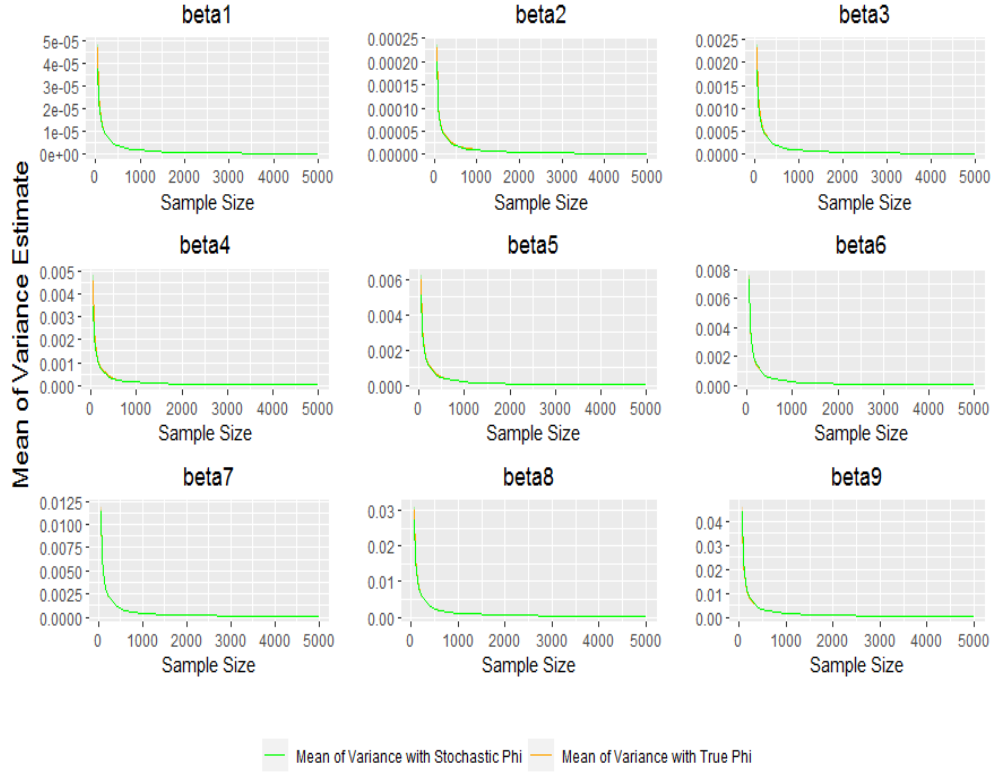 beta1 beta2 beta3
5e-05 0.00025 0.0025
4e-05 0.00020 0.0020
3e-05 0.00015 0.0015
2e-05 0.00010 0.0010
1e-05 0.00005 0.0005
0e+00 0.00000 0.0000
0 1000 2000 3000 4000 5000 0 1000 2000 3000 4000 5000 0 1000 2000 3000 4000 5000
Sample Size Sample Size Sample Size
Mean of Variance Estimate
beta4 beta5 beta6
0.005 0.006 0.008
0.004 0.004 0.006
0.003 0.002 0.004
0.002 0.000 0.002
0.001 0.000
0.000
0 1000 2000 3000 4000 5000 0 1000 2000 3000 4000 5000 0 1000 2000 3000 4000 5000
Sample Size Sample Size Sample Size
beta7 beta8 beta9
0.0125 0.03 0.04
0.0100 0.02 0.03
0.0075 0.01 0.02
0.0050 0.00 0.01
0.0025 0.00
0.0000
0 1000 2000 3000 4000 5000 0 1000 2000 3000 4000 5000 0 1000 2000 3000 4000 5000
Sample Size Sample Size Sample Size
Mean of Variance with Stochastic Phi Mean of Variance with True Phi